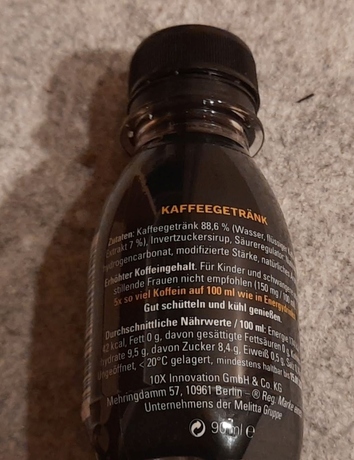 KAFFEEGETRÄNK
Zutaten: Kaffeegetränk 88,6 % (Wasser, flüssiger
Extrakt 7 %), Invertzuckersirup, Säureregulator
hydrogencarbonat, modifizierte Stärke, natürliches
Erhöhter Koffeingehalt. Für Kinder und schwangere
stillende Frauen nicht empfohlen (150 mg / 100 ml
5x so viel Koffein auf 100 ml wie in Energydrinks
Gut schütteln und kühl genießen
Durchschnittliche Nährwerte / 100 ml: Energie
Fett 0 g, davon gesättigte Fettsäuren 0 g,
9,5 g, davon Zucker 8,4 g, Eiweiß 0,5 g,
Ungeöffnet, < 20°C gelagert, mindestens haltbar
10X Innovation GmbH & Co. KG
Mehringdamm 57, 10961 Berlin - ® Reg. Marke eines
Unternehmens der Melitta Gruppe
90 ml e